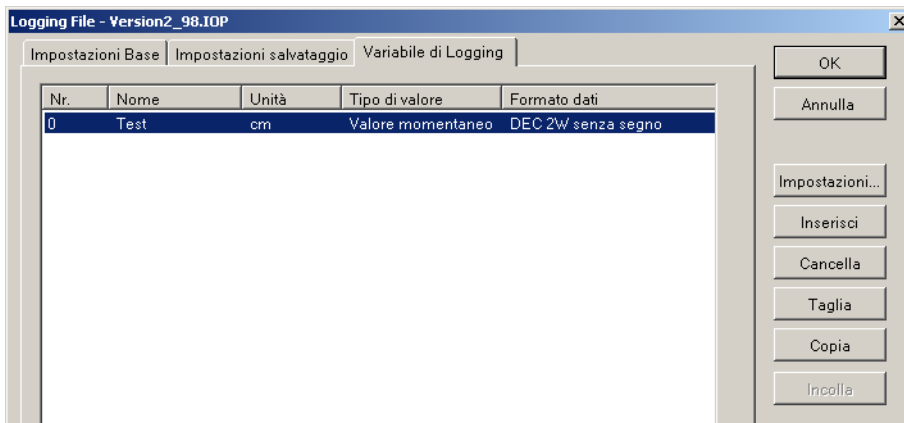 Logging File - Version2_98.IOP
Impostazioni Base Impostazioni salvataggio Variabile di Logging
Nr. Nome Unità Tipo di valore Formato dati
0 Test cm Valore momentaneo DEC 2W senza segno
OK
Annulla
Impostazioni...
Inserisci
Cancella
Taglia
Copia
Incolla